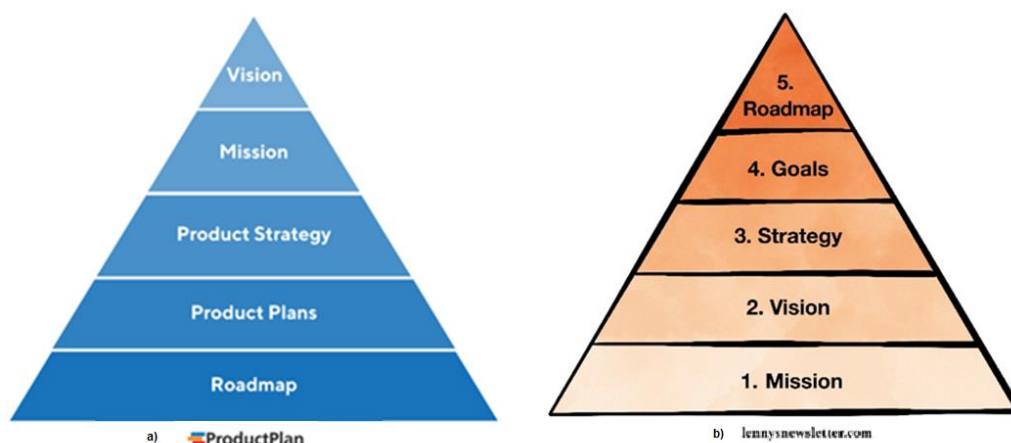 Vision
Mission
Product Strategy
Product Plans
Roadmap
a)
ProductPlan
5.
Roadmap
4. Goals
3. Strategy
2. Vision
1. Mission
b)
lennysnewsletter.com